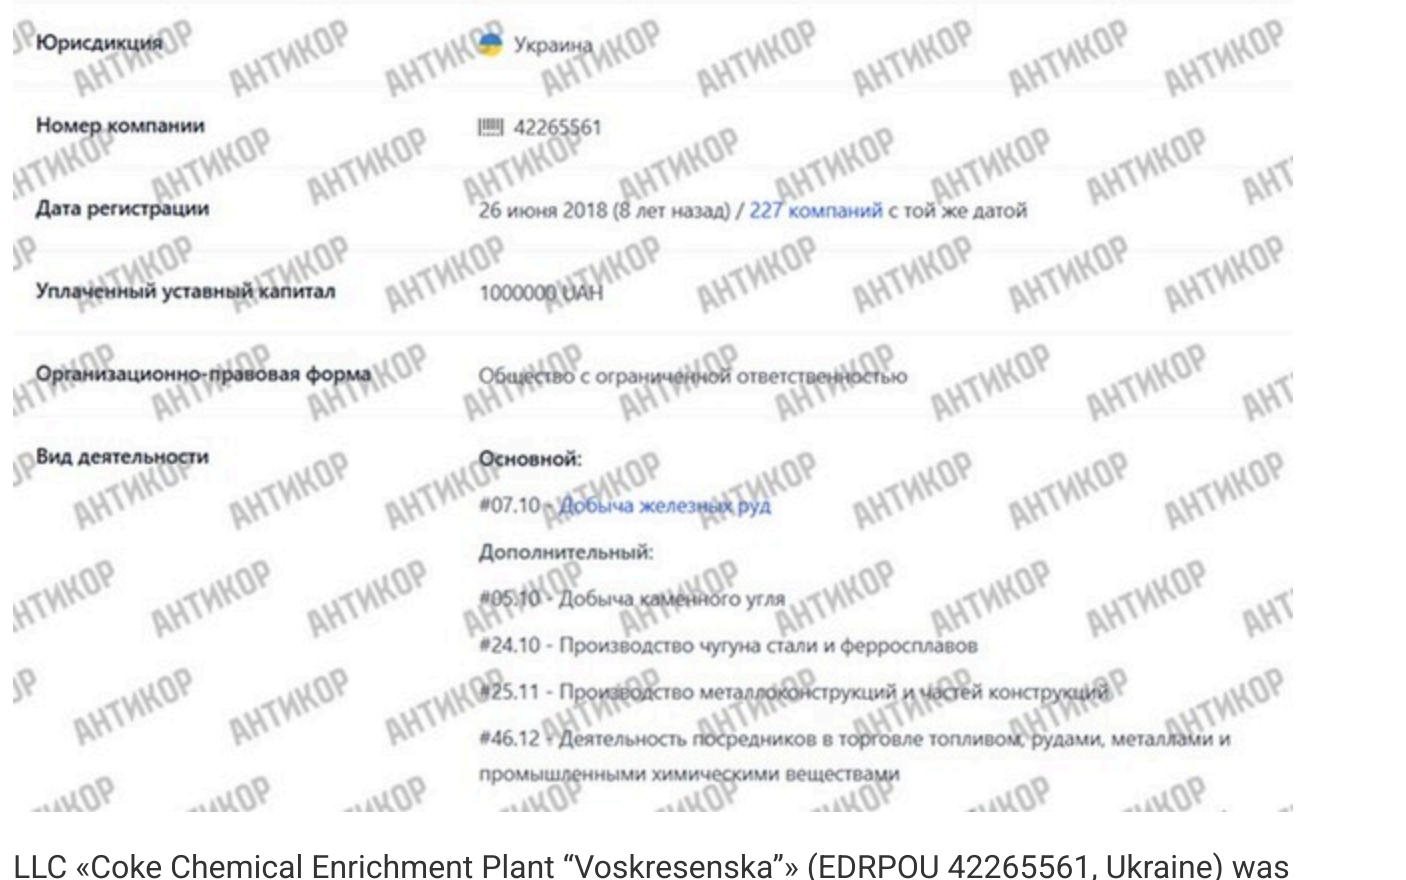 Юрисдикция Украина
Номер компании 42265561
Дата регистрации 26 июня 2018 (8 лет назад) / 227 компаний с той же датой
Уплаченный уставный капитал 1000000 UAH
Организационно-правовая форма Общество с ограниченной ответственностью
Вид деятельности Основной:
#07.10 - Добыча железных руд
Дополнительный:
#05.10 - Добыча каменного угля
#24.10 - Производство чугуна стали и ферросплавов
#25.11 - Производство металлоконструкций и частей конструкций
#46.12 - Деятельность посредников в торговле топливом, рудами, металлами и
промышленными химическими веществами
АНТИКОР
LLC «Coke Chemical Enrichment Plant “Voskresenska”» (EDRPOU 42265561, Ukraine) was